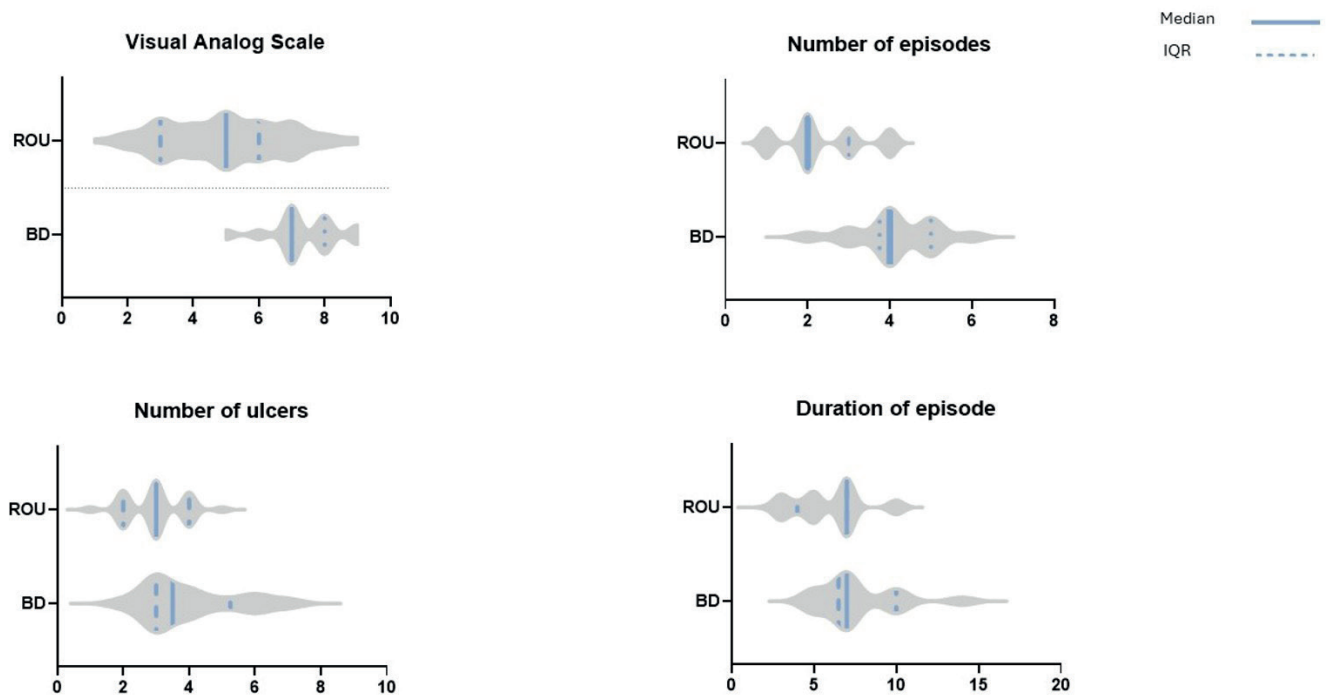 Median
IQR
Visual Analog Scale
ROU
BD
0 2 4 6 8 10
Number of episodes
ROU
BD
0 2 4 6 8
Number of ulcers
ROU
BD
0 2 4 6 8 10
Duration of episode
ROU
BD
0 5 10 15 20